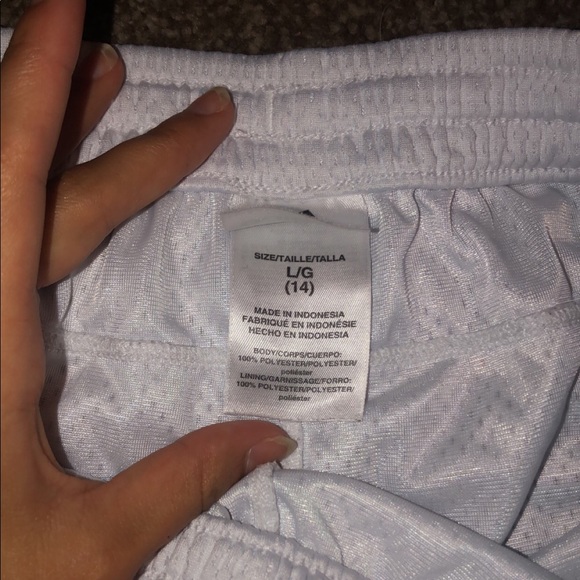 SIZE/TAILLE/TALLA
L/G
(14)
MADE IN INDONESIA
FABRIQUÉ EN INDONÉSIE
HECHO EN INDONESIA
BODY/CORPS/CUERPO:
100% POLYESTER/POLYESTER/
poliéster
LINING/GARNISSAGE/FORRO:
100% POLYESTER/POLYESTER/
poliéster